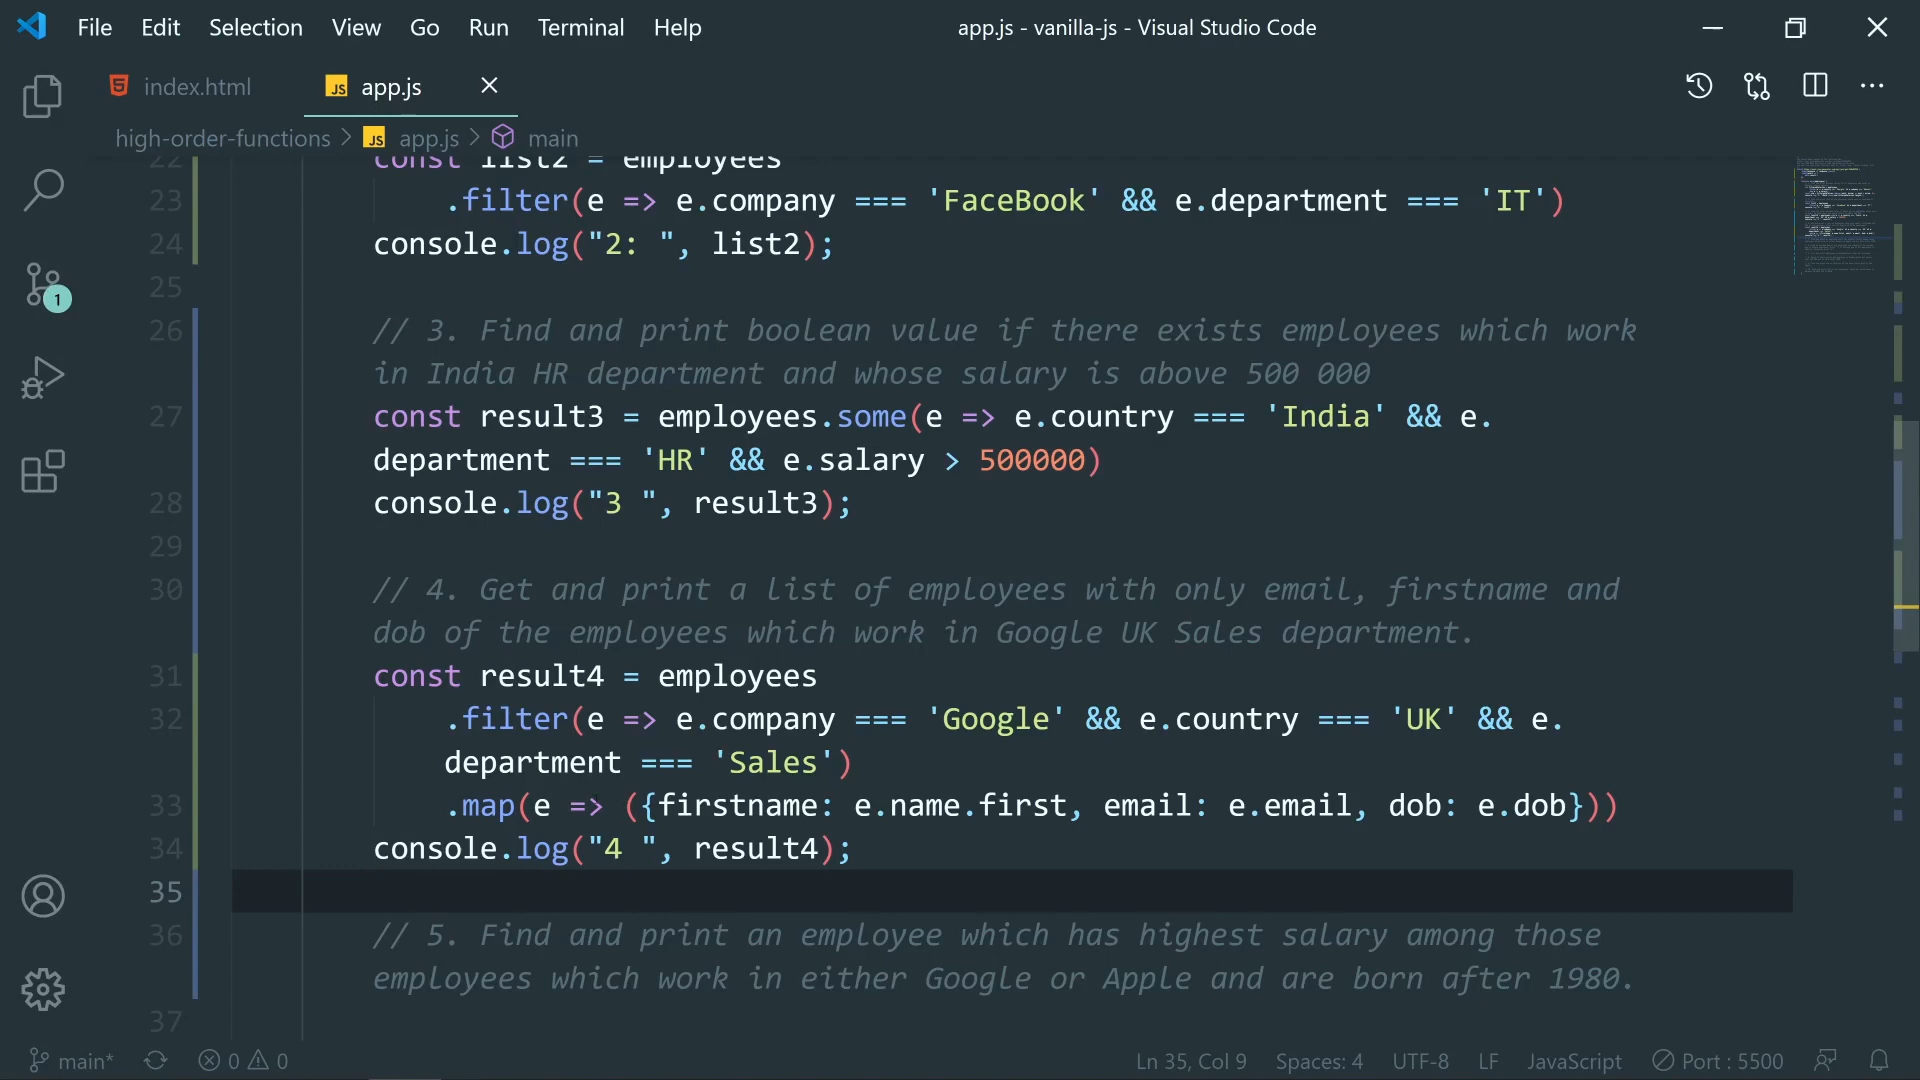 File Edit Selection View Go Run Terminal Help app.js - vanilla-js - Visual Studio Code
index.html JS app.js
high-order-functions > JS app.js > main
22 const list2 = employees
23 .filter(e => e.company === 'FaceBook' && e.department === 'IT')
24 console.log("2: ", list2);
25
26 // 3. Find and print boolean value if there exists employees which work
in India HR department and whose salary is above 500 000
27 const result3 = employees.some(e => e.country === 'India' && e.
department === 'HR' && e.salary > 500000)
28 console.log("3 ", result3);
29
30 // 4. Get and print a list of employees with only email, firstname and
dob of the employees which work in Google UK Sales department.
31 const result4 = employees
32 .filter(e => e.company === 'Google' && e.country === 'UK' && e.
department === 'Sales')
33 .map(e => ({firstname: e.name.first, email: e.email, dob: e.dob}))
34 console.log("4 ", result4);
35
36 // 5. Find and print an employee which has highest salary among those
employees which work in either Google or Apple and are born after 1980.
37
1
main* 0 0 Ln 35, Col 9 Spaces: 4 UTF-8 LF JavaScript Port : 5500